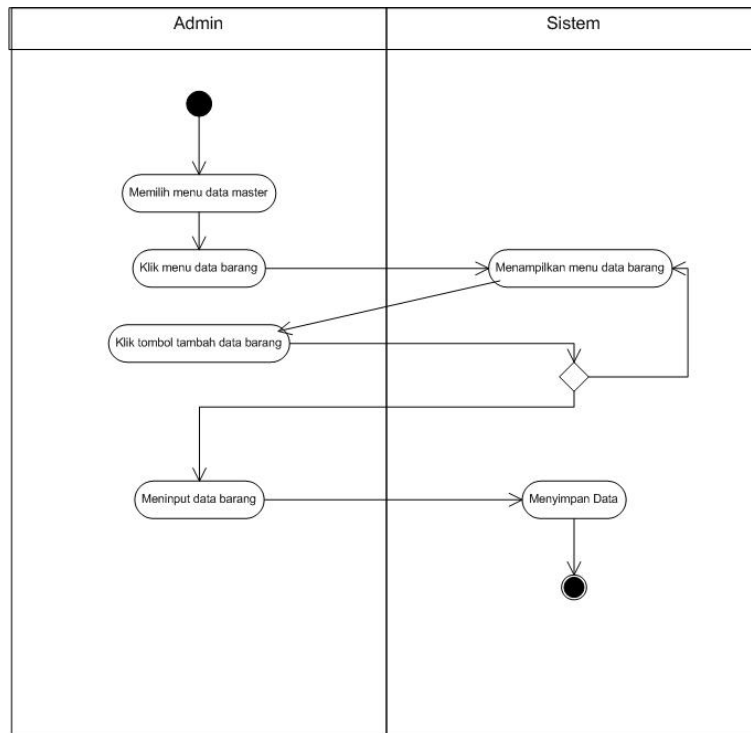 Admin
Sistem
Memilih menu data master
Klik menu data barang
Menampilkan menu data barang
Klik tombol tambah data barang
Meninput data barang
Menyimpan Data